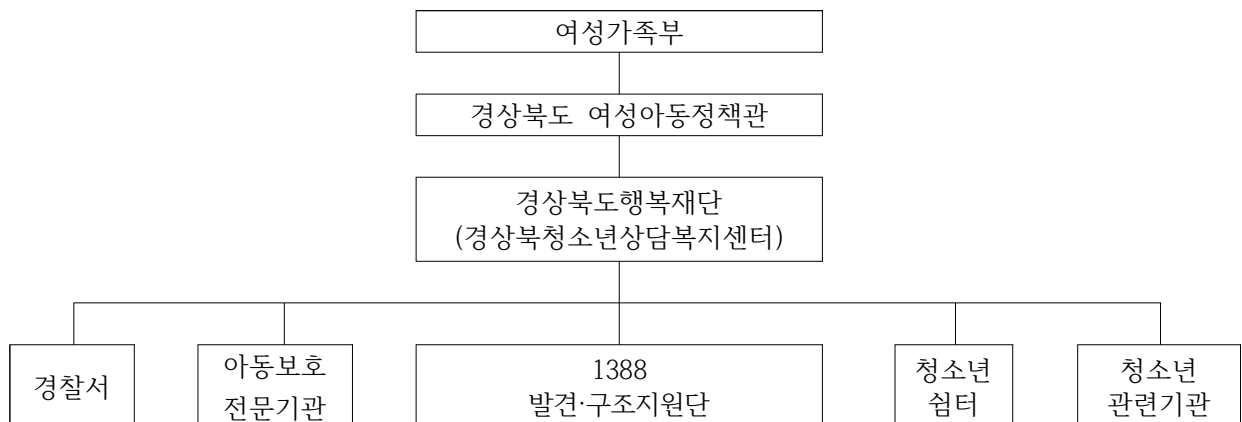 여성가족부
경상북도 여성아동정책관
경상북도행복재단
(경상북청소년상담복지센터)
경찰서
아동보호
전문기관
1388
발견·구조지원단
청소년
쉼터
청소년
관련기관